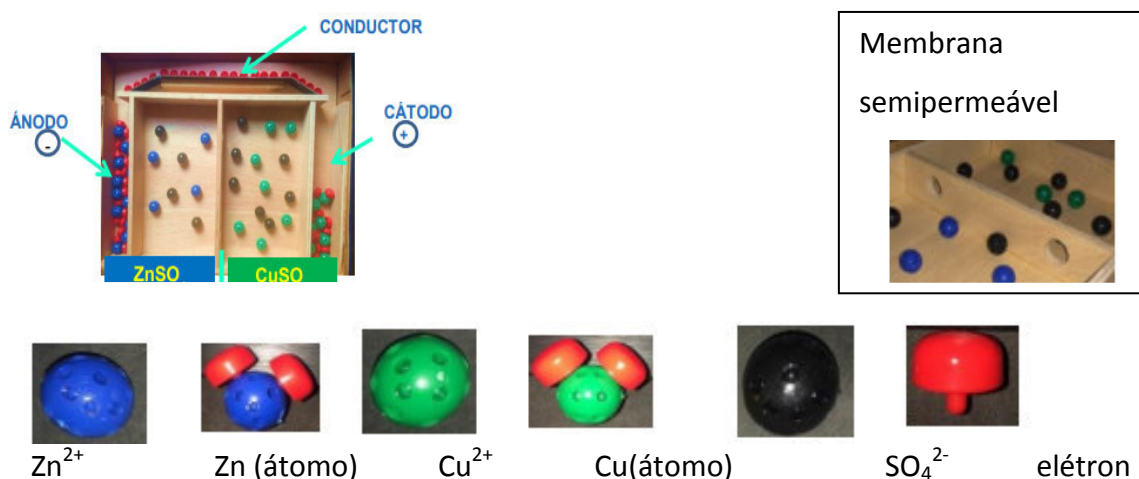 CONDUCTOR
ÁNODO
-
CÁTODO
+
ZnSO
CuSO
Membrana
semipermeável
Zn²⁺ Zn (átomo) Cu²⁺ Cu(átomo) SO₄²⁻ elétron